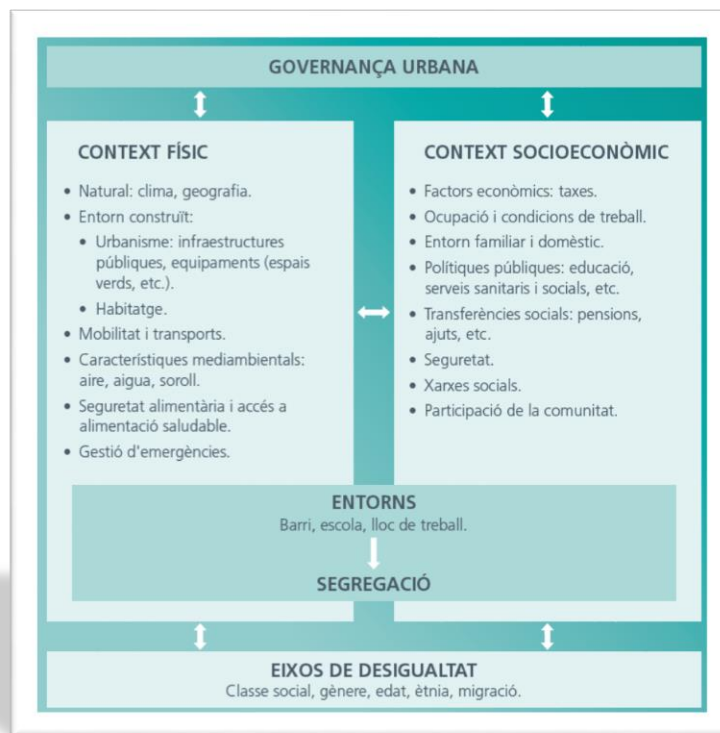 GOVERNANÇA URBANA
CONTEXT FÍSIC
• Natural: clima, geografia.
• Entorn construït:
• Urbanisme: infraestructures
públiques, equipaments (espais
verds, etc.).
• Habitatge.
• Mobilitat i transports.
• Característiques mediambientals:
aire, aigua, soroll.
• Seguretat alimentària i accés a
alimentació saludable.
• Gestió d'emergències.
CONTEXT SOCIOECONÒMIC
• Factors econòmics: taxes.
• Ocupació i condicions de treball.
• Entorn familiar i domèstic.
• Polítiques públiques: educació,
serveis sanitaris i socials, etc.
• Transferències socials: pensions,
ajuts, etc.
• Seguretat.
• Xarxes socials.
• Participació de la comunitat.
ENTORNS
Barri, escola, lloc de treball.
SEGREGACIÓ
EIXOS DE DESIGUALTAT
Classe social, gènere, edat, ètnia, migració.